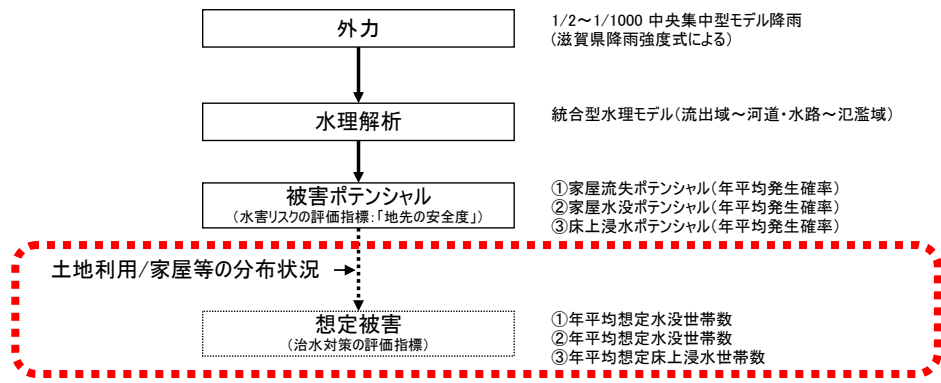 外力
1/2～1/1000 中央集中型モデル降雨
(滋賀県降雨強度式による)
水理解析
統合型水理モデル(流出域～河道・水路～氾濫域)
被害ポテンシャル
(水害リスクの評価指標:「地先の安全度」)
①家屋流失ポテンシャル(年平均発生確率)
②家屋水没ポテンシャル(年平均発生確率)
③床上浸水ポテンシャル(年平均発生確率)
土地利用/家屋等の分布状況
想定被害
(治水対策の評価指標)
①年平均想定水没世帯数
②年平均想定水没世帯数
③年平均想定床上浸水世帯数